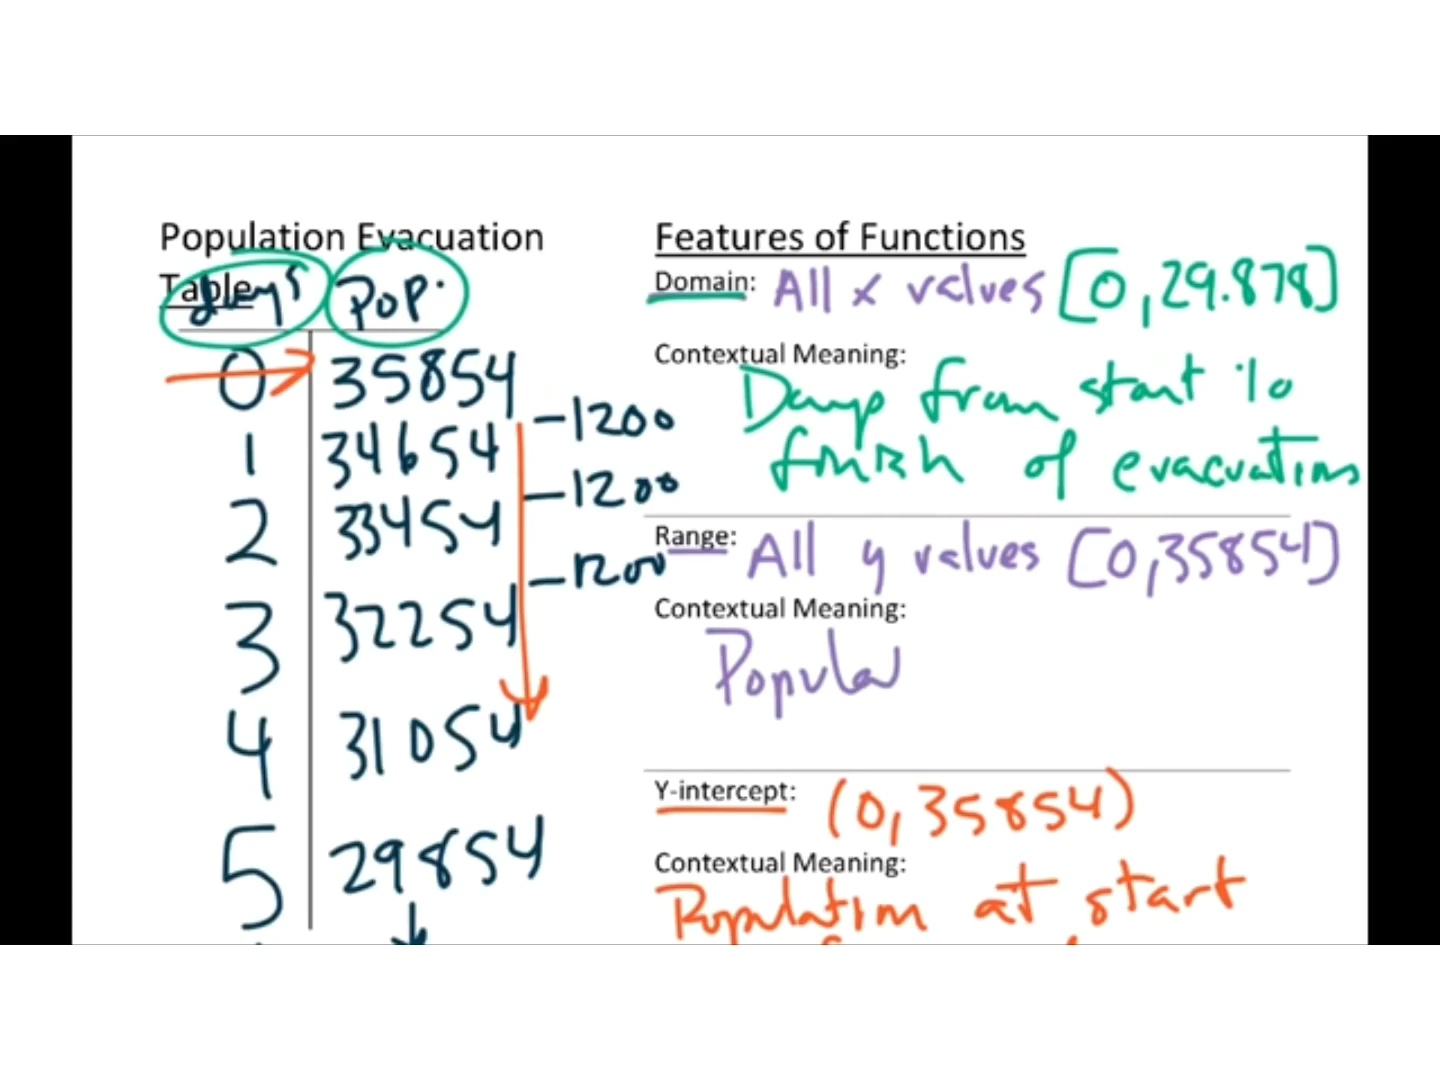 Population Evacuation
Table
days Pop.
0 35854
-1200
1 34654
-1200
2 33454
-1200
3 32254
4 31054
5 29854
Features of Functions
Domain: All x values [0,29.878]
Contextual Meaning:
Days from start to
finish of evacuation
Range: All y values [0,35854]
Contextual Meaning:
Populat
Y-intercept: (0,35854)
Contextual Meaning:
Population at start